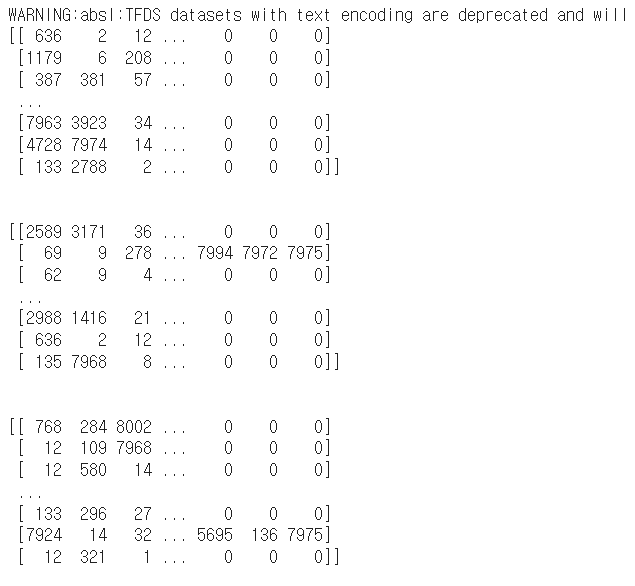 WARNING:absl:TFDS datasets with text encoding are deprecated and will
[[ 636    2   12 ...    0    0    0]
 [1179    6  208 ...    0    0    0]
 [ 387  381   57 ...    0    0    0]
 ...
 [7963 3923   34 ...    0    0    0]
 [4728 7974   14 ...    0    0    0]
 [ 133 2788    2 ...    0    0    0]]
[[2589 3171   36 ...    0    0    0]
 [  69    9  278 ... 7994 7972 7975]
 [  62    9    4 ...    0    0    0]
 ...
 [2988 1416   21 ...    0    0    0]
 [ 636    2   12 ...    0    0    0]
 [ 135 7968    8 ...    0    0    0]]
[[ 768  284 8002 ...    0    0    0]
 [  12  109 7968 ...    0    0    0]
 [  12  580   14 ...    0    0    0]
 ...
 [ 133  296   27 ...    0    0    0]
 [7924   14   32 ... 5695  136 7975]
 [  12  321    1 ...    0    0    0]]